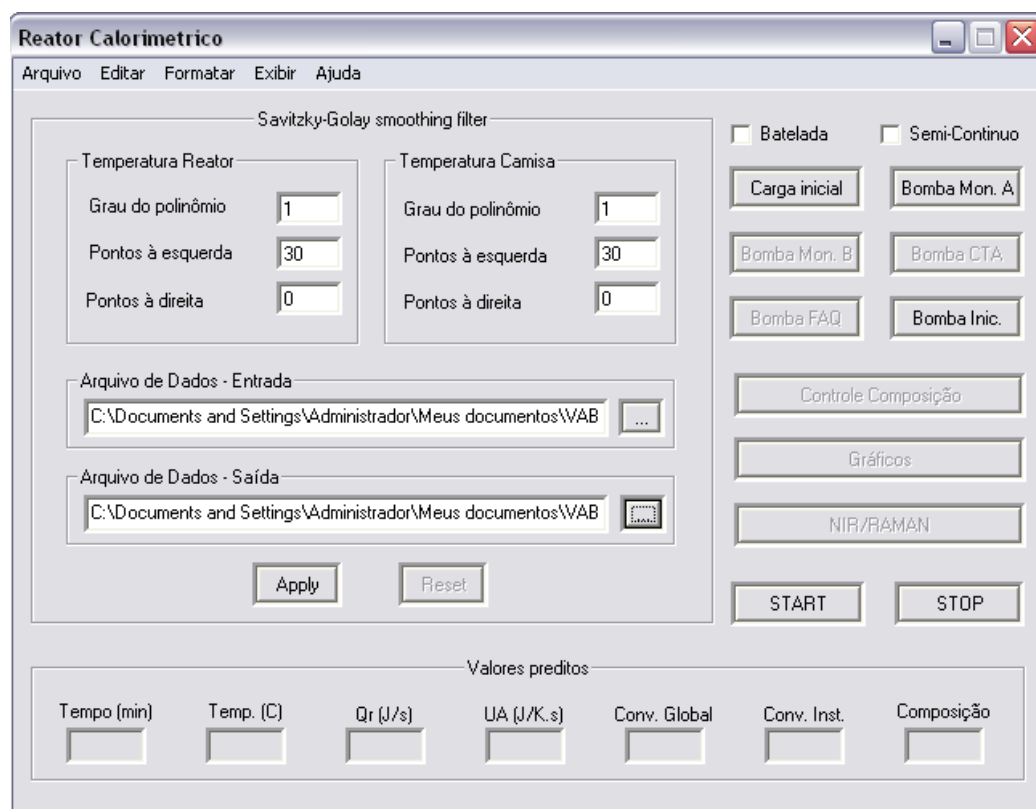 Reator Calorimetrico
Arquivo Editar Formatar Exibir Ajuda
Savitzky-Golay smoothing filter
Temperatura Reator
Grau do polinômio 1
Pontos à esquerda 30
Pontos à direita 0
Temperatura Camisa
Grau do polinômio 1
Pontos à esquerda 30
Pontos à direita 0
Arquivo de Dados - Entrada
C:\Documents and Settings\Administrador\Meus documentos\VAB ...
Arquivo de Dados - Saída
C:\Documents and Settings\Administrador\Meus documentos\VAB ...
Apply Reset
Batelada Semi-Continuo
Carga inicial Bomba Mon. A
Bomba Mon. B Bomba CTA
Bomba FAQ Bomba Inic.
Controle Composição
Gráficos
NIR/RAMAN
START STOP
Valores preditos
Tempo (min) Temp. (C) Qr (J/s) UA (J/K.s) Conv. Global Conv. Inst. Composição